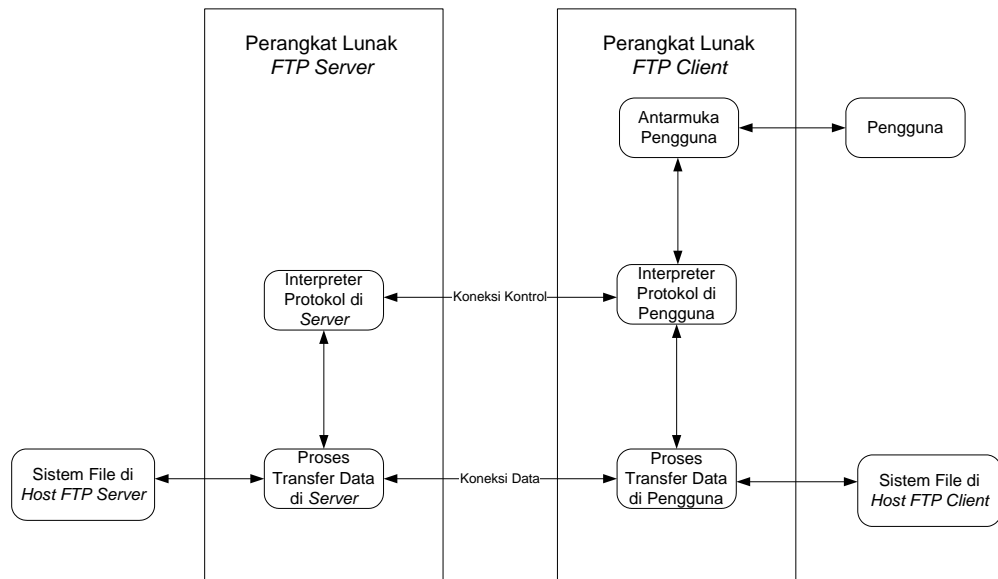 Perangkat Lunak
FTP Server
Perangkat Lunak
FTP Client
Antarmuka
Pengguna
Pengguna
Interpreter
Protokol di
Server
Koneksi Kontrol
Interpreter
Protokol di
Pengguna
Sistem File di
Host FTP Server
Proses
Transfer Data
di Server
Koneksi Data
Proses
Transfer Data
di Pengguna
Sistem File di
Host FTP Client